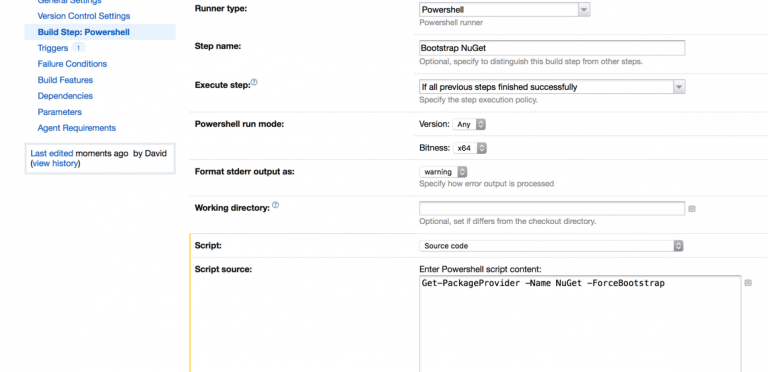 General Settings
Version Control Settings
Build Step: Powershell
Triggers 1
Failure Conditions
Build Features
Dependencies
Parameters
Agent Requirements
Last edited moments ago by David
(view history)
Runner type:
Powershell
Powershell runner
Step name:
Bootstrap NuGet
Optional, specify to distinguish this build step from other steps.
Execute step:
If all previous steps finished successfully
Specify the step execution policy.
Powershell run mode:
Version: Any
Bitness: x64
Format stderr output as:
warning
Specify how error output is processed
Working directory:
Optional, set if differs from the checkout directory.
Script:
Source code
Script source:
Enter Powershell script content:
Get-PackageProvider -Name NuGet -ForceBootstrap